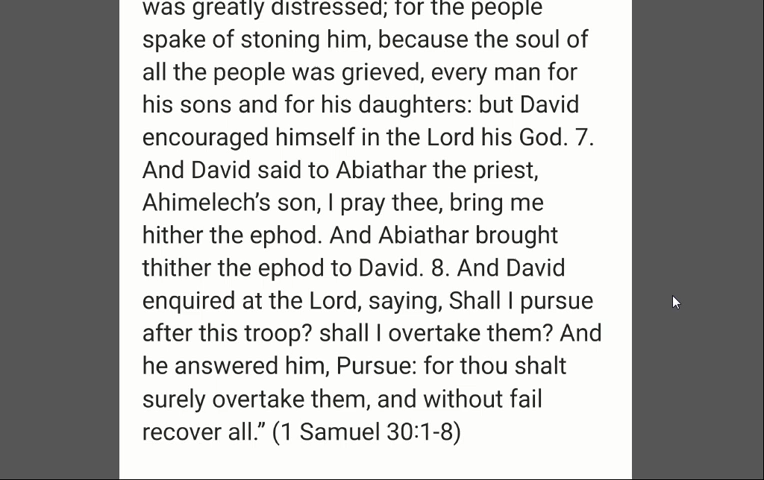 was greatly distressed; for the people
spake of stoning him, because the soul of
all the people was grieved, every man for
his sons and for his daughters: but David
encouraged himself in the Lord his God. 7.
And David said to Abiathar the priest,
Ahimelech’s son, I pray thee, bring me
hither the ephod. And Abiathar brought
thither the ephod to David. 8. And David
enquired at the Lord, saying, Shall I pursue
after this troop? shall I overtake them? And
he answered him, Pursue: for thou shalt
surely overtake them, and without fail
recover all.” (1 Samuel 30:1-8)